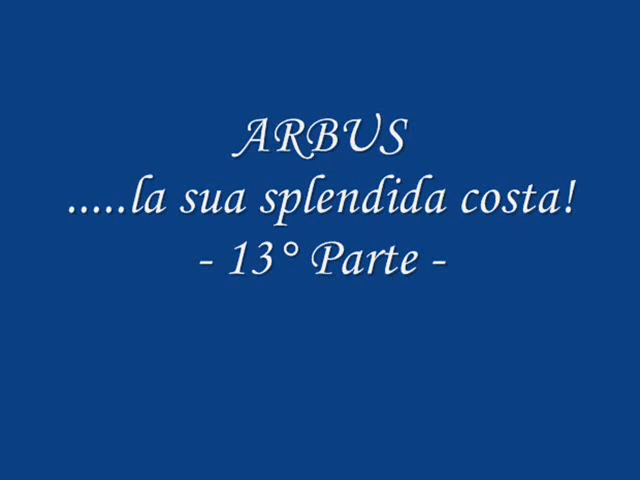 ARBUS
.....la sua splendida costa!
- 13° Parte -